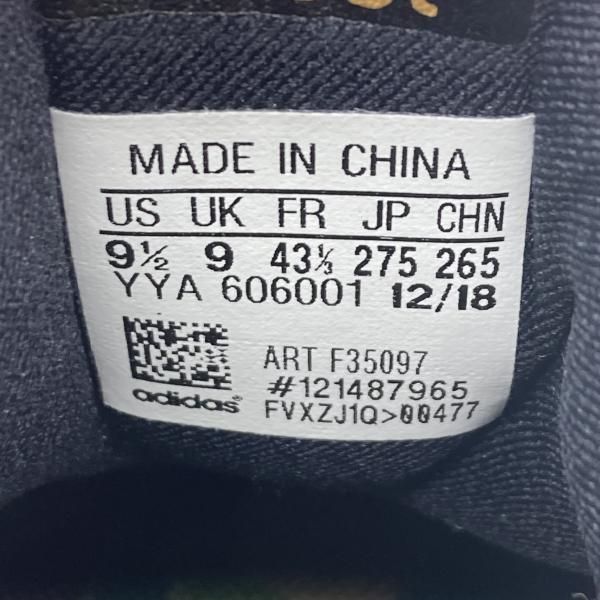 MADE IN CHINA
US UK FR JP CHN
9½ 9 43⅓ 275 265
YYA 606001 12/18
ART F35097
#121487965
adidas® FVXZJ1Q>00477